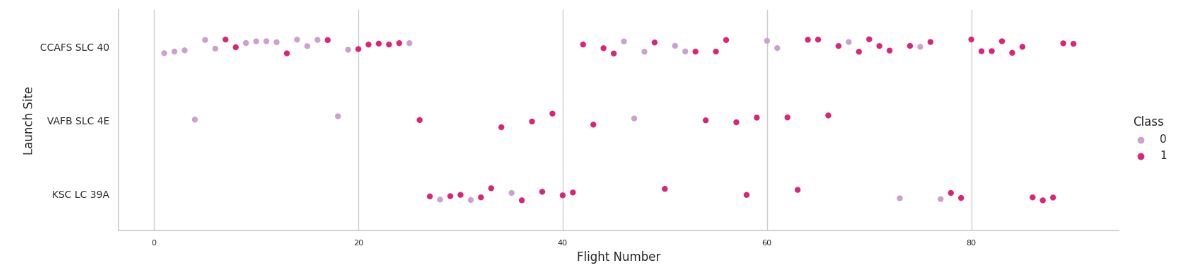 CCAFS SLC 40
VAFB SLC 4E
KSC LC 39A
Launch Site
0 20 40 60 80
Flight Number
Class
0
1